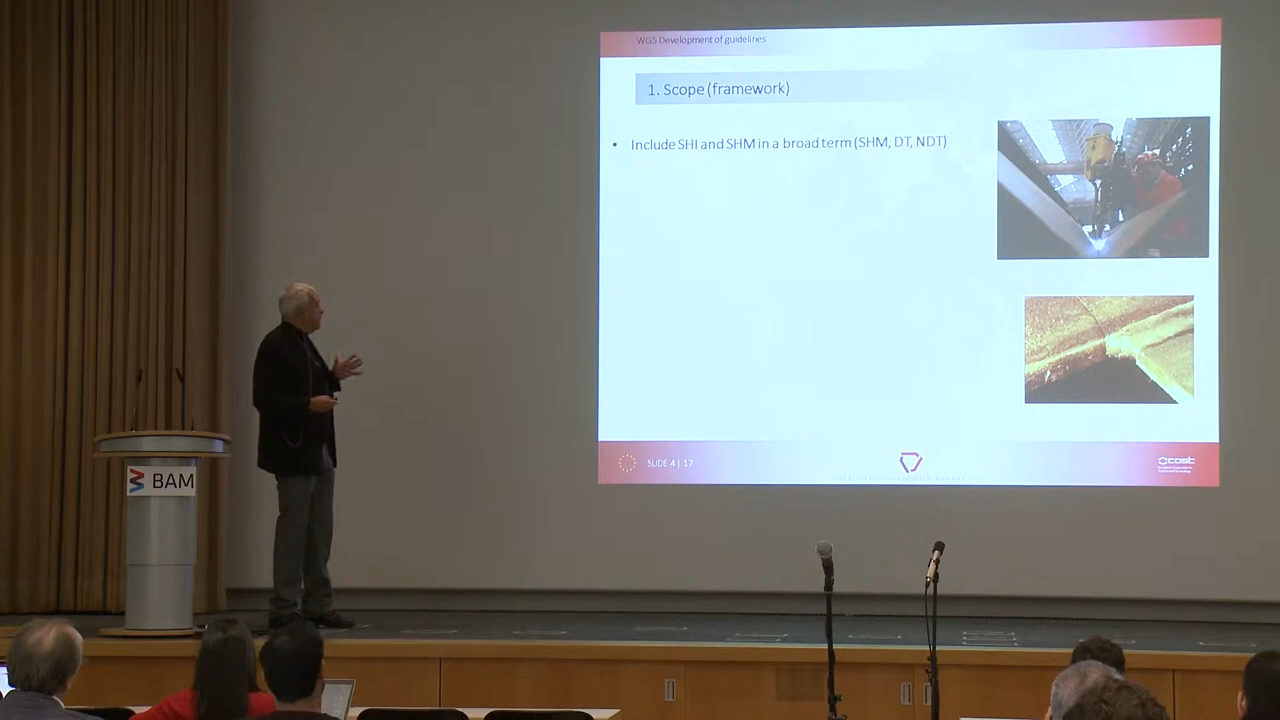 WG5 Development of guidelines
1. Scope (framework)
• Include SHI and SHM in a broad term (SHM, DT, NDT)
SLIDE 4 | 17
cost
BAM